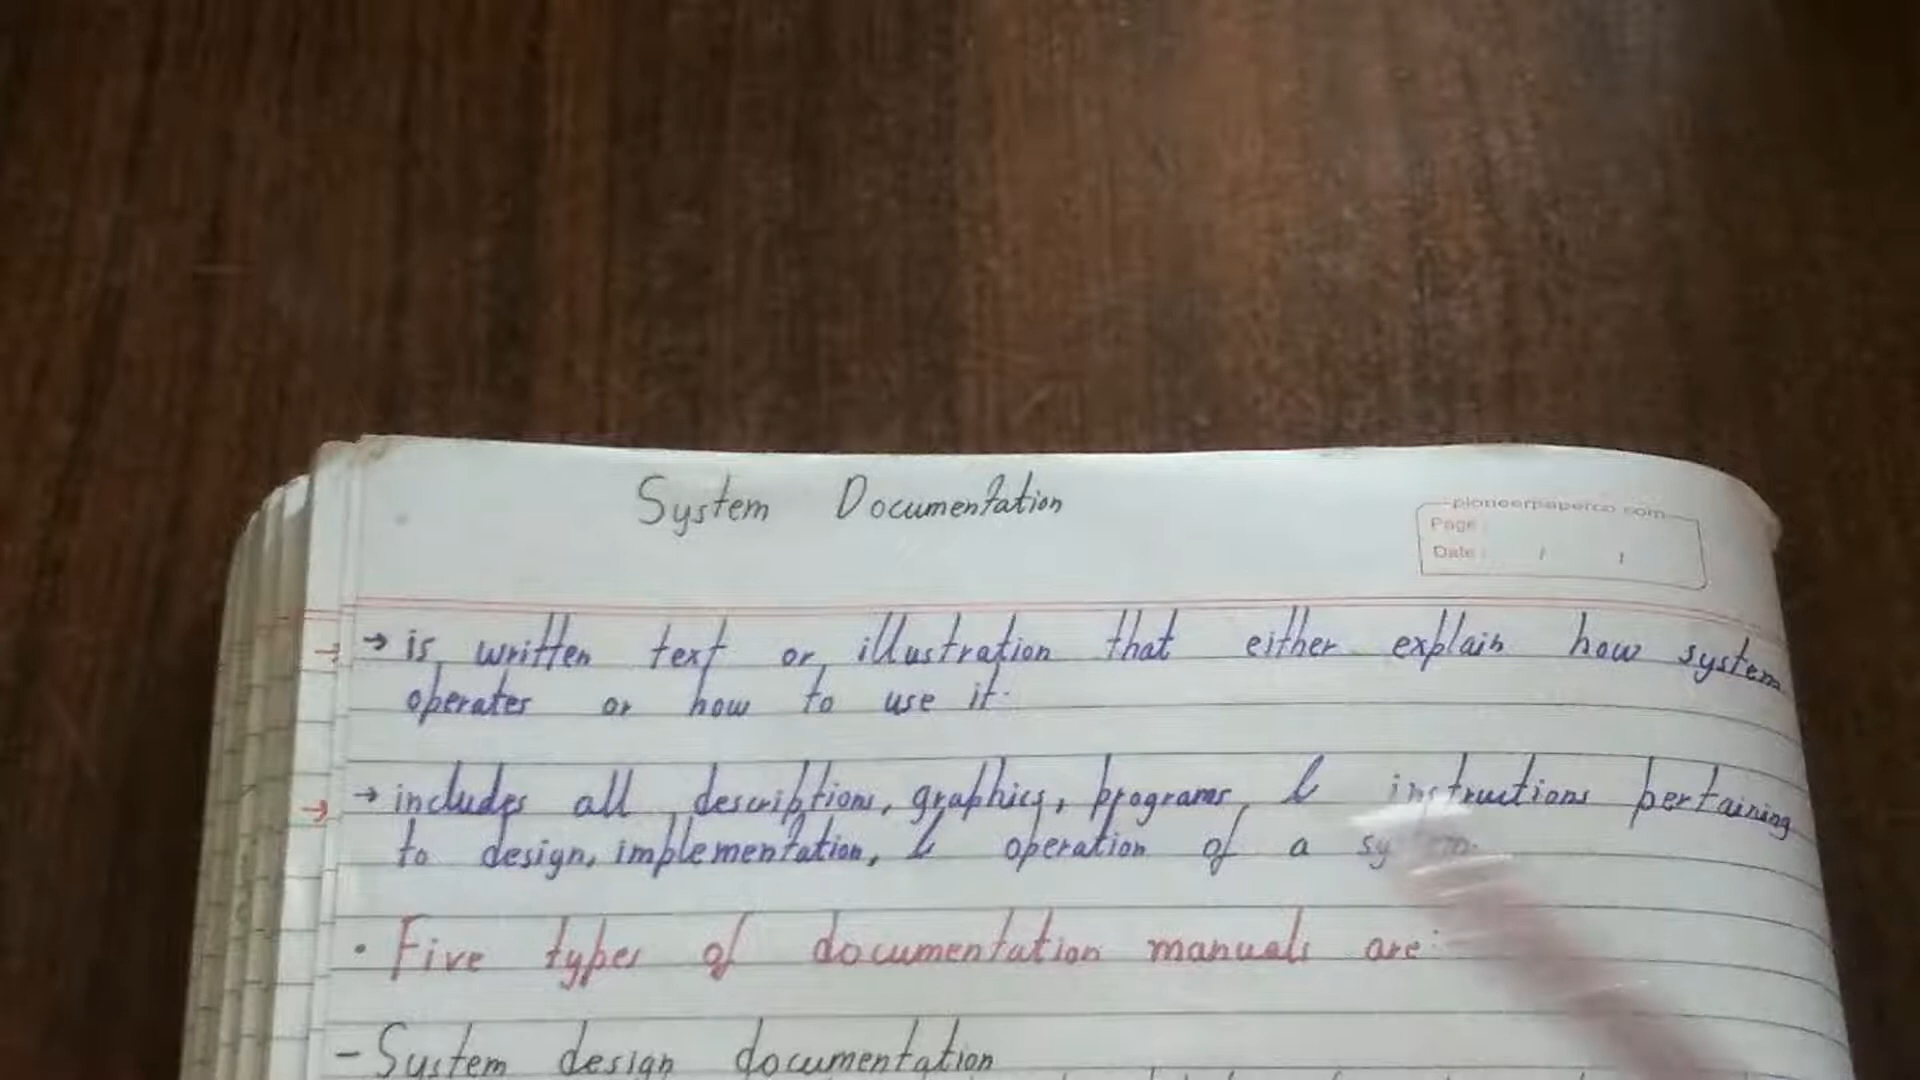 System Documentation
pioneerpaperco.com
Page :
Date : / /
→ is written text or illustration that either explain how system
operates or how to use it.
→ includes all descriptions, graphics, programs, & instructions pertaining
to design, implementation, & operation of a system.
• Five types of documentation manuals are:
- System design documentation